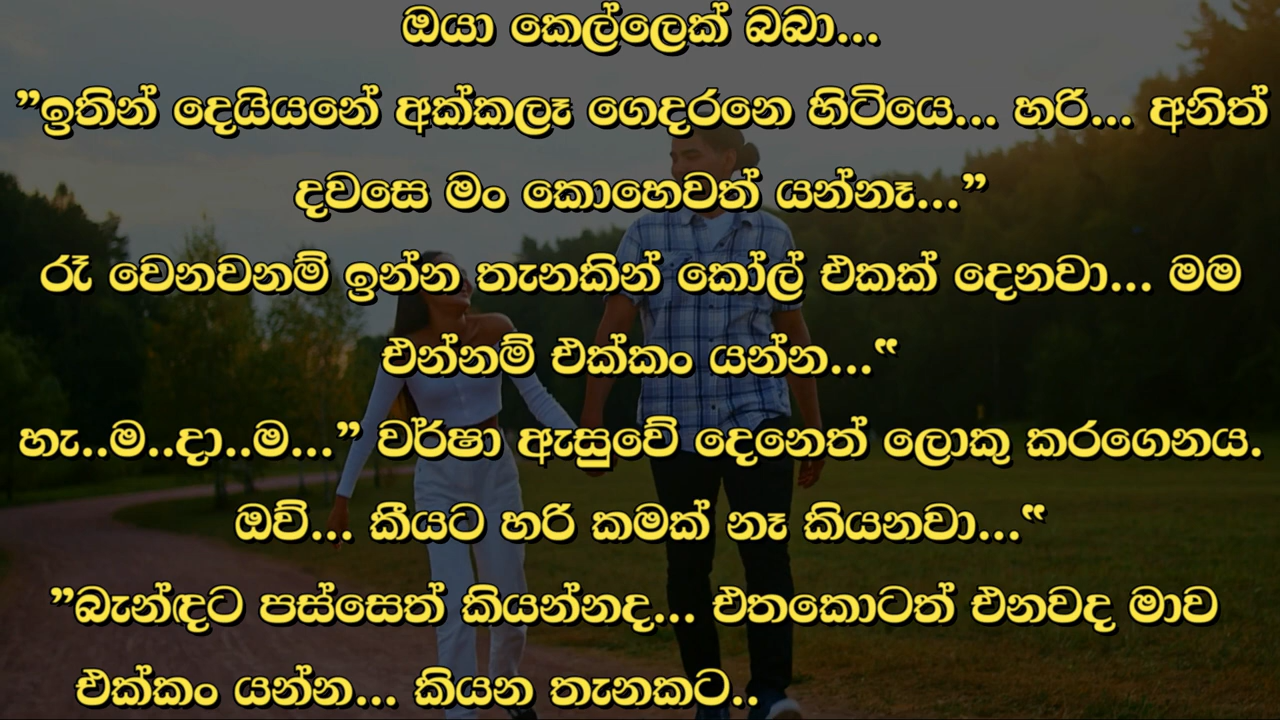 ඔයා කෙල්ලෙක් බබා...
”ඉතින් දෙයියනේ අක්කලෑ ගෙදරනෙ හිටියෙ... හරි... අනිත්
දවසෙ මං කොහෙවත් යන්නෑ...”
රෑ වෙනවනම් ඉන්න තැනකින් කෝල් එකක් දෙනවා... මම
එන්නම් එක්කං යන්න...“
හැ..ම..දා..ම...” වර්ෂා ඇසුවේ දෙනෙත් ලොකු කරගෙනය.
ඔව්... කීයට හරි කමක් නෑ කියනවා...“
”බැන්ඳට පස්සෙත් කියන්නද... එතකොටත් එනවද මාව
එක්කං යන්න... කියන තැනකට..